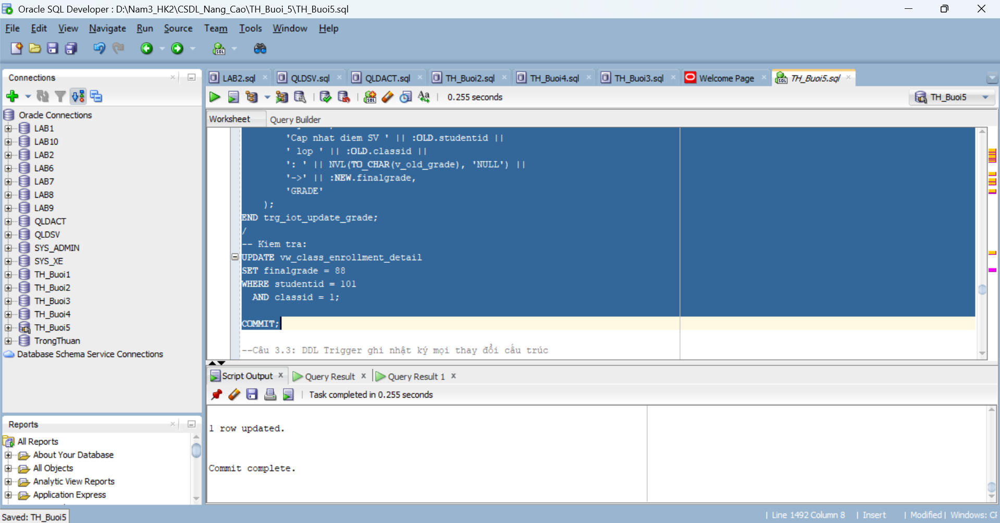 Oracle SQL Developer : D:\Nam3_HK2\CSDL_Nang_Cao\TH_Buoi_5\TH_Buoi5.sql
File Edit View Navigate Run Source Team Tools Window Help
Connections
Oracle Connections
LAB1
LAB10
LAB2
LAB6
LAB7
LAB8
LAB9
QLDACT
QLDSV
SYS_ADMIN
SYS_XE
TH_Buoi1
TH_Buoi2
TH_Buoi3
TH_Buoi4
TH_Buoi5
TrongThuan
Database Schema Service Connections
Reports
All Reports
About Your Database
All Objects
Analytic View Reports
Application Express
LAB2.sql QLDSV.sql QLDACT.sql TH_Buoi2.sql TH_Buoi4.sql TH_Buoi3.sql Welcome Page TH_Buoi5.sql
0.255 seconds
TH_Buoi5
Worksheet Query Builder
'Cap nhat diem SV ' || :OLD.studentid ||
' lop ' || :OLD.classid ||
': ' || NVL(TO_CHAR(v_old_grade), 'NULL') ||
'->' || :NEW.finalgrade,
'GRADE'
);
END trg_iot_update_grade;
/
-- Kiem tra:
UPDATE vw_class_enrollment_detail
SET finalgrade = 88
WHERE studentid = 101
AND classid = 1;
COMMIT;
--Câu 3.3: DDL Trigger ghi nhật ký mọi thay đổi cấu trúc
Script Output Query Result Query Result 1
Task completed in 0.255 seconds
1 row updated.
Commit complete.
Saved: TH_Buoi5
Line 1492 Column 8 | Insert | Modified | Windows: